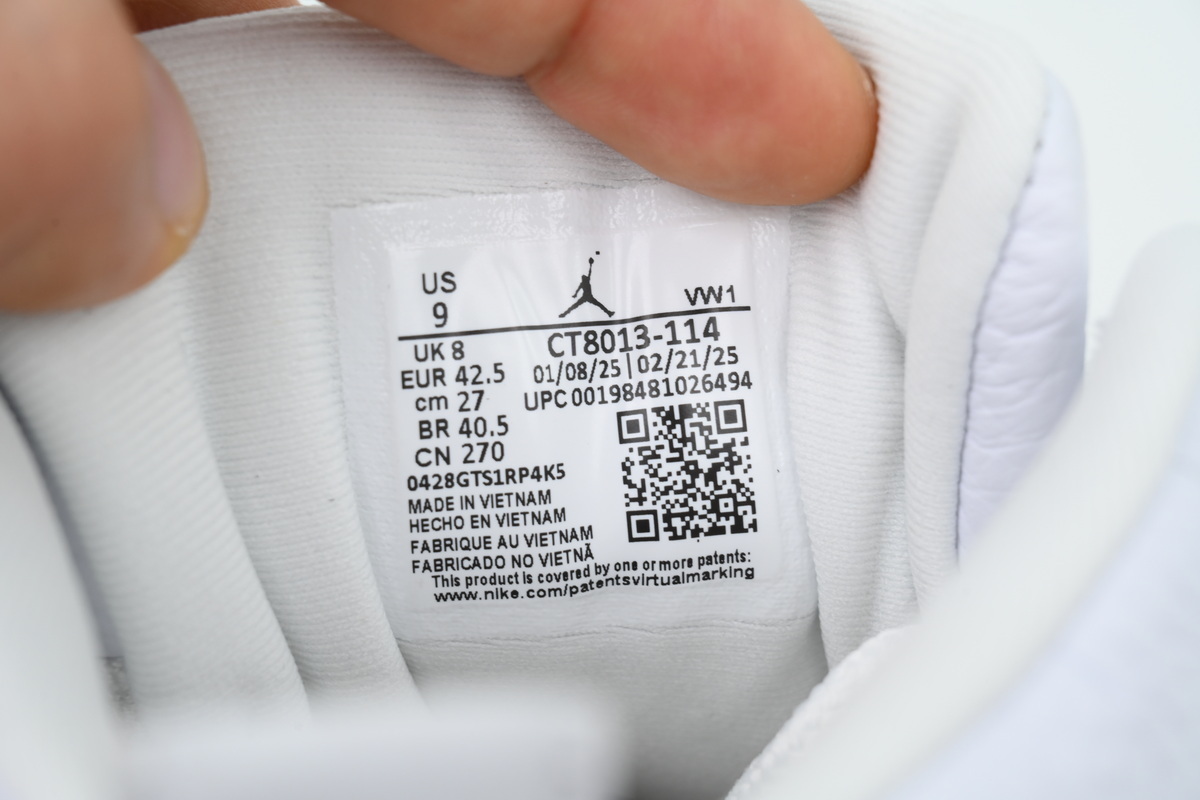 US
9
VW1
UK 8
EUR 42.5
cm 27
BR 40.5
CN 270
CT8013-114
01/08/25 | 02/21/25
UPC 00198481026494
0428GTS1RP4K5
MADE IN VIETNAM
HECHO EN VIETNAM
FABRIQUE AU VIETNAM
FABRICADO NO VIETNÃ
This product is covered by one or more patents:
www.nike.com/patentsvirtualmarking